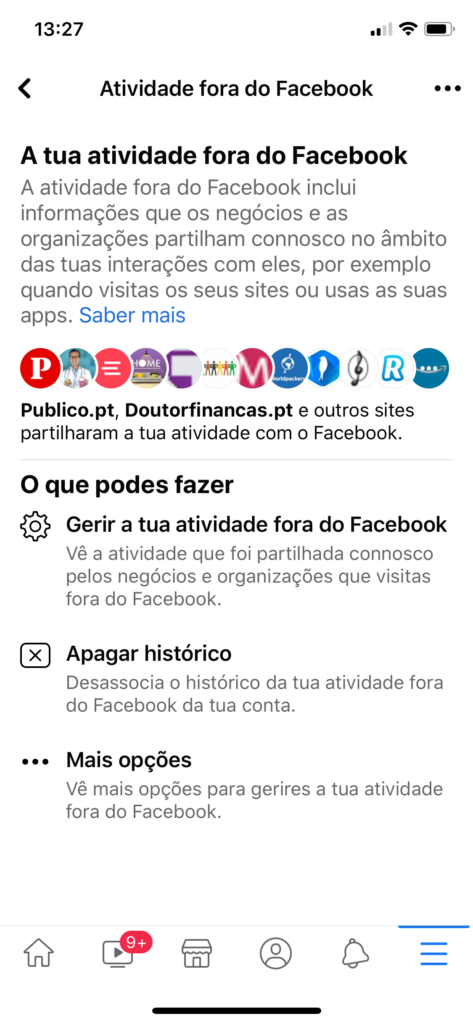 13:27
Atividade fora do Facebook
A tua atividade fora do Facebook
A atividade fora do Facebook inclui
informações que os negócios e as
organizações partilham connosco no âmbito
das tuas interações com eles, por exemplo
quando visitas os seus sites ou usas as suas
apps. Saber mais
P HOME M worldpackers R
Publico.pt, Doutorfinancas.pt e outros sites
partilharam a tua atividade com o Facebook.
O que podes fazer
Gerir a tua atividade fora do Facebook
Vê a atividade que foi partilhada connosco
pelos negócios e organizações que visitas
fora do Facebook.
Apagar histórico
Desassocia o histórico da tua atividade fora
do Facebook da tua conta.
Mais opções
Vê mais opções para gerires a tua atividade
fora do Facebook.
9+